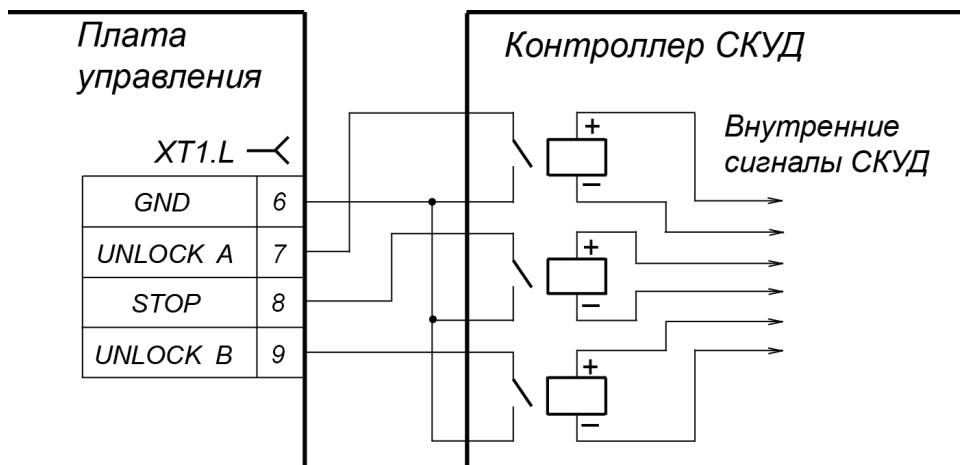 Плата
управления
Контроллер СКУД
XT1.L
GND 6
UNLOCK A 7
STOP 8
UNLOCK B 9
+
−
+
−
+
−
Внутренние
сигналы СКУД